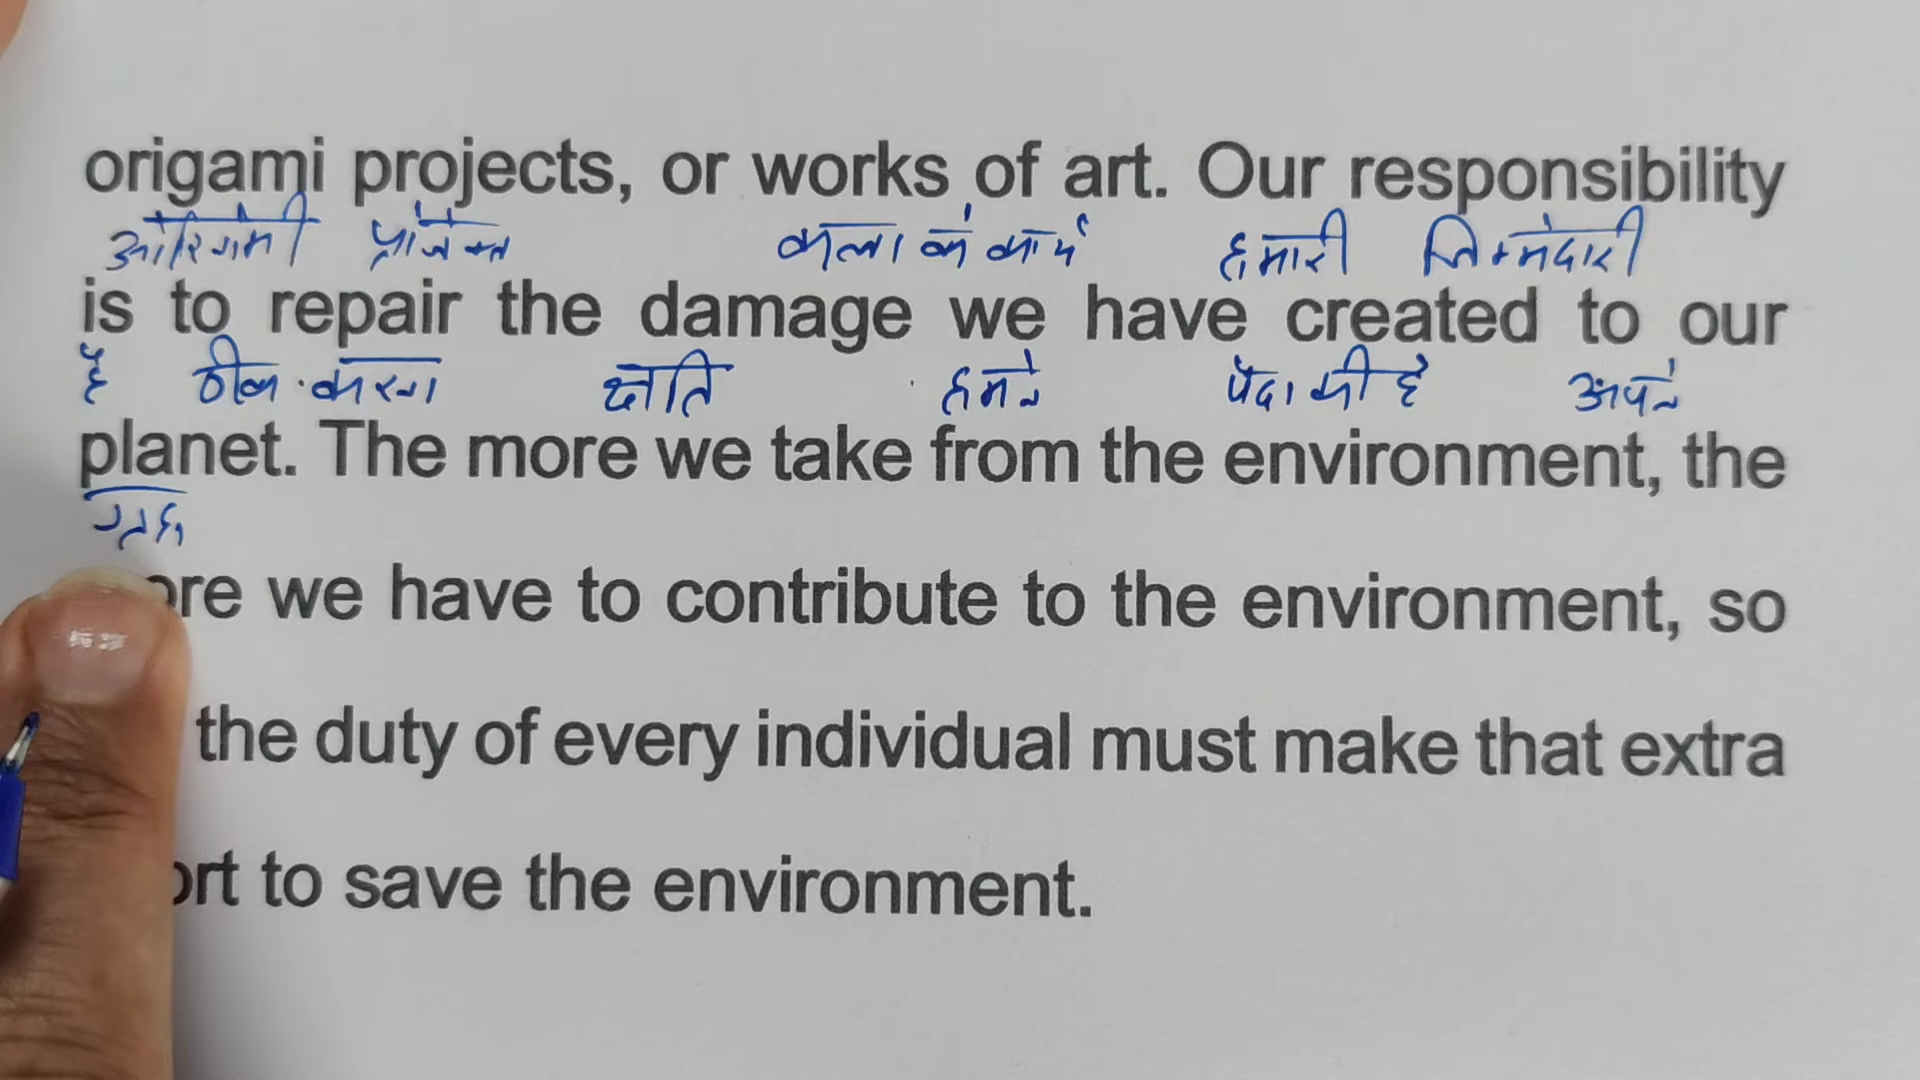 origami projects, or works of art. Our responsibility
ओरिगेमी प्रोजेक्ट कला के कार्य हमारी जिम्मेदारी
is to repair the damage we have created to our
है ठीक करना क्षति हमने पैदा की है अपने
planet. The more we take from the environment, the
ग्रह
we have to contribute to the environment, so
the duty of every individual must make that extra
to save the environment.